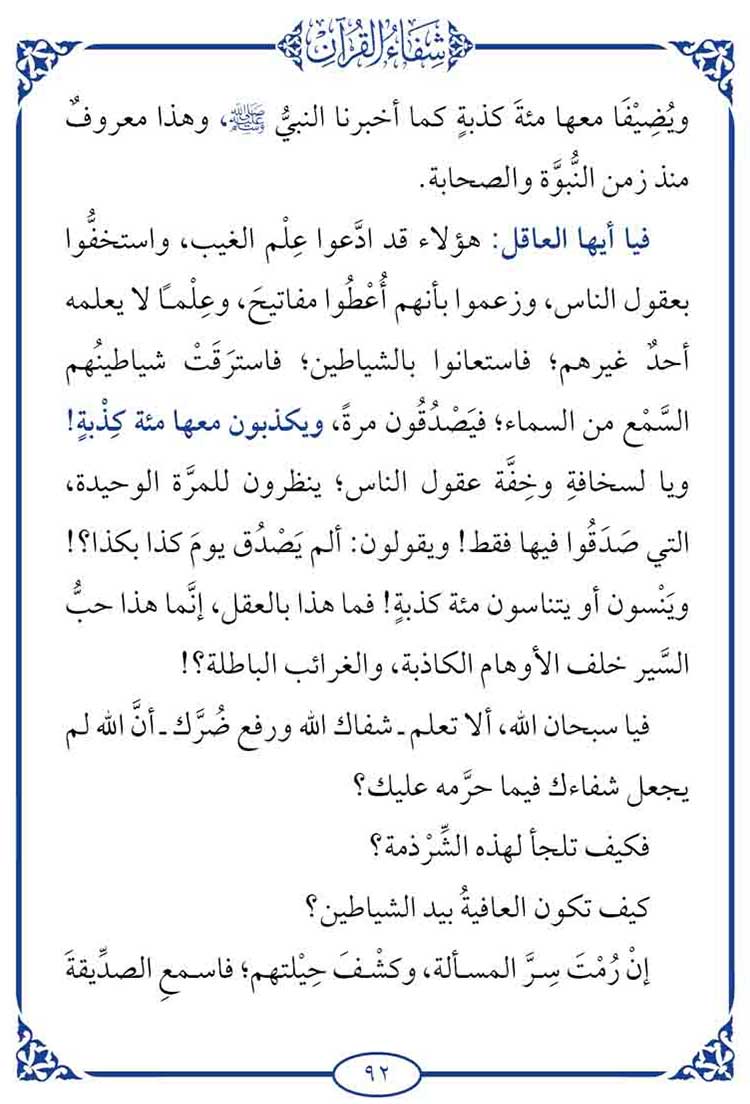 شِفَاءُ القُرْآنِ
ويُضِيْفَا معها مئةَ كذبةٍ كما أخبرنا النبيُّ ﷺ، وهذا معروفٌ
منذ زمن النُّبوَّة والصحابة.
فيا أيها العاقل: هؤلاء قد ادَّعوا عِلْم الغيب، واستخفُّوا
بعقول الناس، وزعموا بأنهم أُعْطُوا مفاتيحَ، وعِلْمـًا لا يعلمه
أحدٌ غيرهم؛ فاستعانوا بالشياطين؛ فاسترَقَتْ شياطينُهم
السَّمْع من السماء؛ فيَصْدُقُون مرةً، ويكذبون معها مئة كِذْبةٍ!
ويا لسخافةِ وخِفَّة عقول الناس؛ ينظرون للمرَّة الوحيدة،
التي صَدَقُوا فيها فقط! ويقولون: ألم يَصْدُق يومَ كذا بكذا؟!
ويَنْسون أو يتناسون مئة كذبةٍ! فما هذا بالعقل، إنَّما هذا حبُّ
السَّير خلف الأوهام الكاذبة، والغرائب الباطلة؟!
فيا سبحان الله، ألا تعلم ـ شفاك الله ورفع ضُرَّك ـ أنَّ الله لم
يجعل شفاءك فيما حرَّمه عليك؟
فكيف تلجأ لهذه الشِّرْذمة؟
كيف تكون العافيةُ بيد الشياطين؟
إنْ رُمْتَ سِرَّ المسألة، وكشْفَ حِيْلتهم؛ فاسمعِ الصدِّيقةَ
٩٢